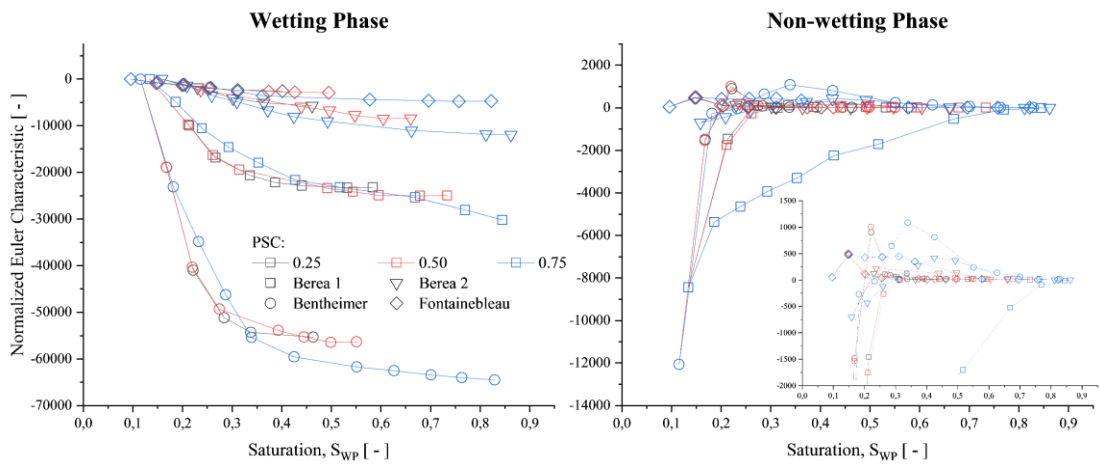 Wetting Phase
Non-wetting Phase
Normalized Euler Characteristic [ - ]
0
-10000
-20000
-30000
-40000
-50000
-60000
-70000
PSC:
0.25 0.50 0.75
Berea 1 Berea 2
Bentheimer Fontainebleau
0,0 0,1 0,2 0,3 0,4 0,5 0,6 0,7 0,8 0,9
Saturation, SWP [ - ]
2000
0
-2000
-4000
-6000
-8000
-10000
-12000
-14000
1500
1000
500
0
-500
-1000
-1500
-2000
0,0 0,1 0,2 0,3 0,4 0,5 0,6 0,7 0,8 0,9
0,0 0,1 0,2 0,3 0,4 0,5 0,6 0,7 0,8 0,9
Saturation, SWP [ - ]